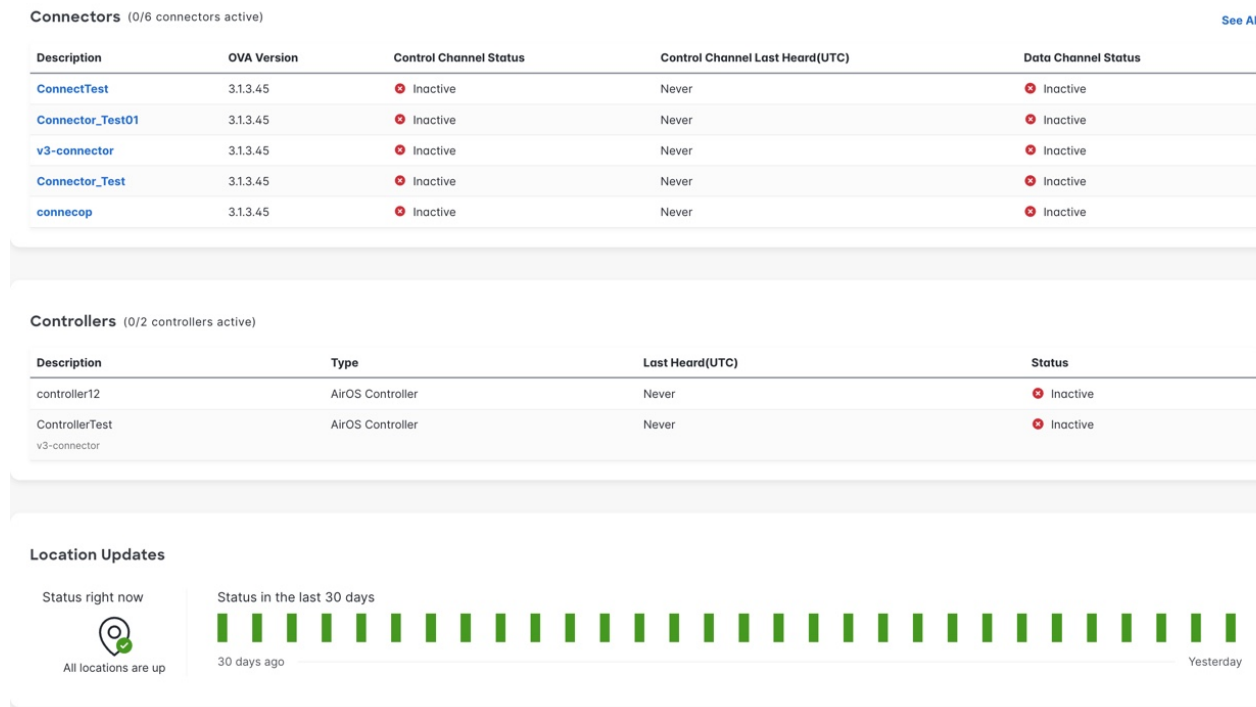 Connectors (0/6 connectors active) See Al
Description OVA Version Control Channel Status Control Channel Last Heard(UTC) Data Channel Status
ConnectTest 3.1.3.45 Inactive Never Inactive
Connector_Test01 3.1.3.45 Inactive Never Inactive
v3-connector 3.1.3.45 Inactive Never Inactive
Connector_Test 3.1.3.45 Inactive Never Inactive
connecop 3.1.3.45 Inactive Never Inactive
Controllers (0/2 controllers active)
Description Type Last Heard(UTC) Status
controller12 AirOS Controller Never Inactive
ControllerTest AirOS Controller Never Inactive
v3-connector
Location Updates
Status right now Status in the last 30 days
30 days ago Yesterday
All locations are up